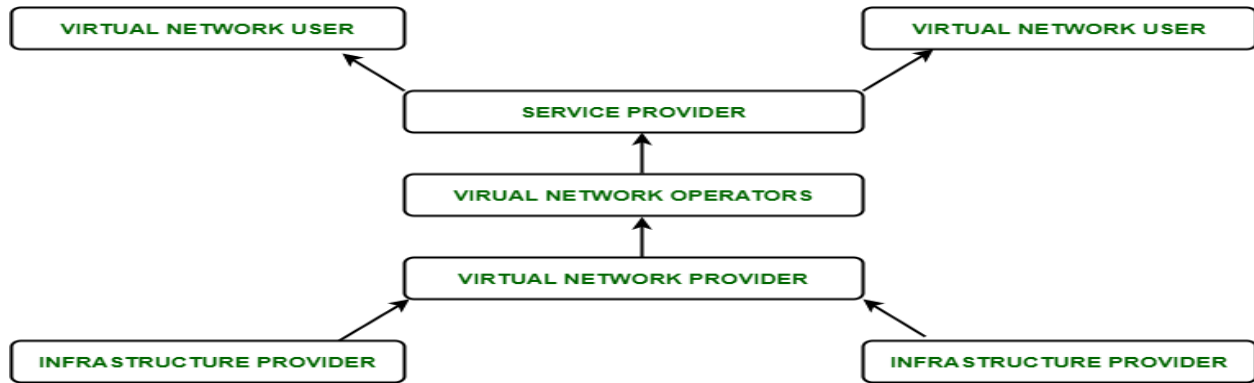 VIRTUAL NETWORK USER
VIRTUAL NETWORK USER
SERVICE PROVIDER
VIRUAL NETWORK OPERATORS
VIRTUAL NETWORK PROVIDER
INFRASTRUCTURE PROVIDER
INFRASTRUCTURE PROVIDER